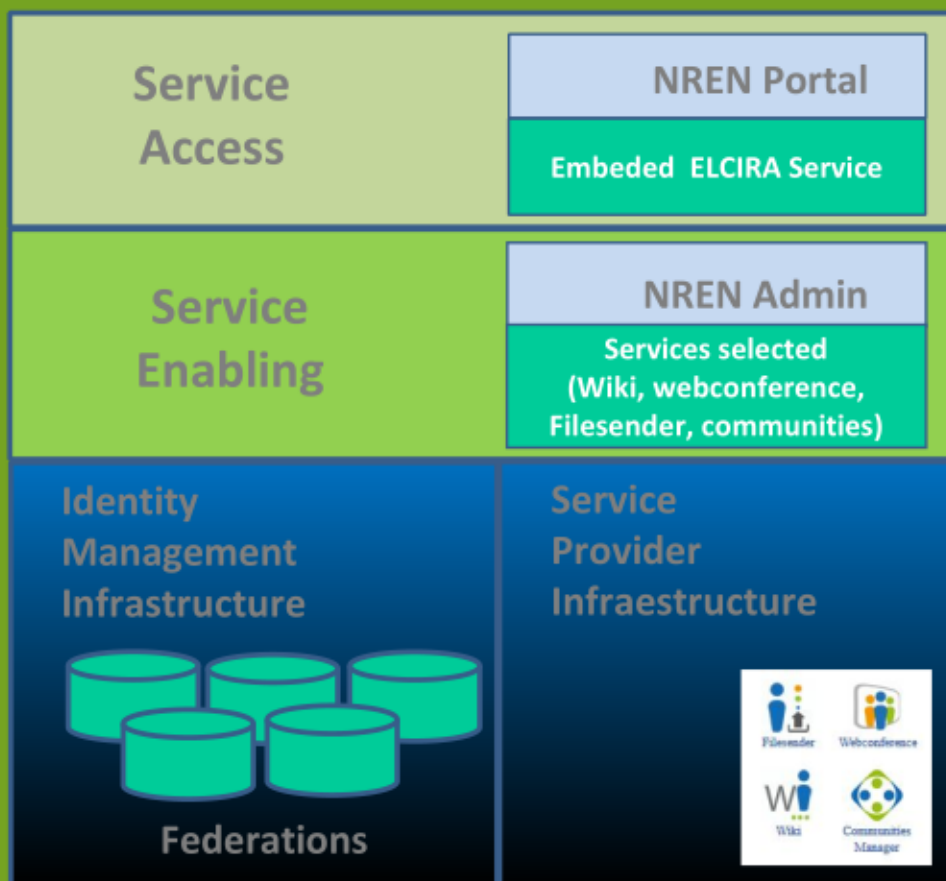 Service
Access
NREN Portal
Embeded ELCIRA Service
Service
Enabling
NREN Admin
Services selected
(Wiki, webconference,
Filesender, communities)
Identity
Management
Infrastructure
Federations
Service
Provider
Infraestructure
Filesender
Webconference
Wiki
Communities
Manager